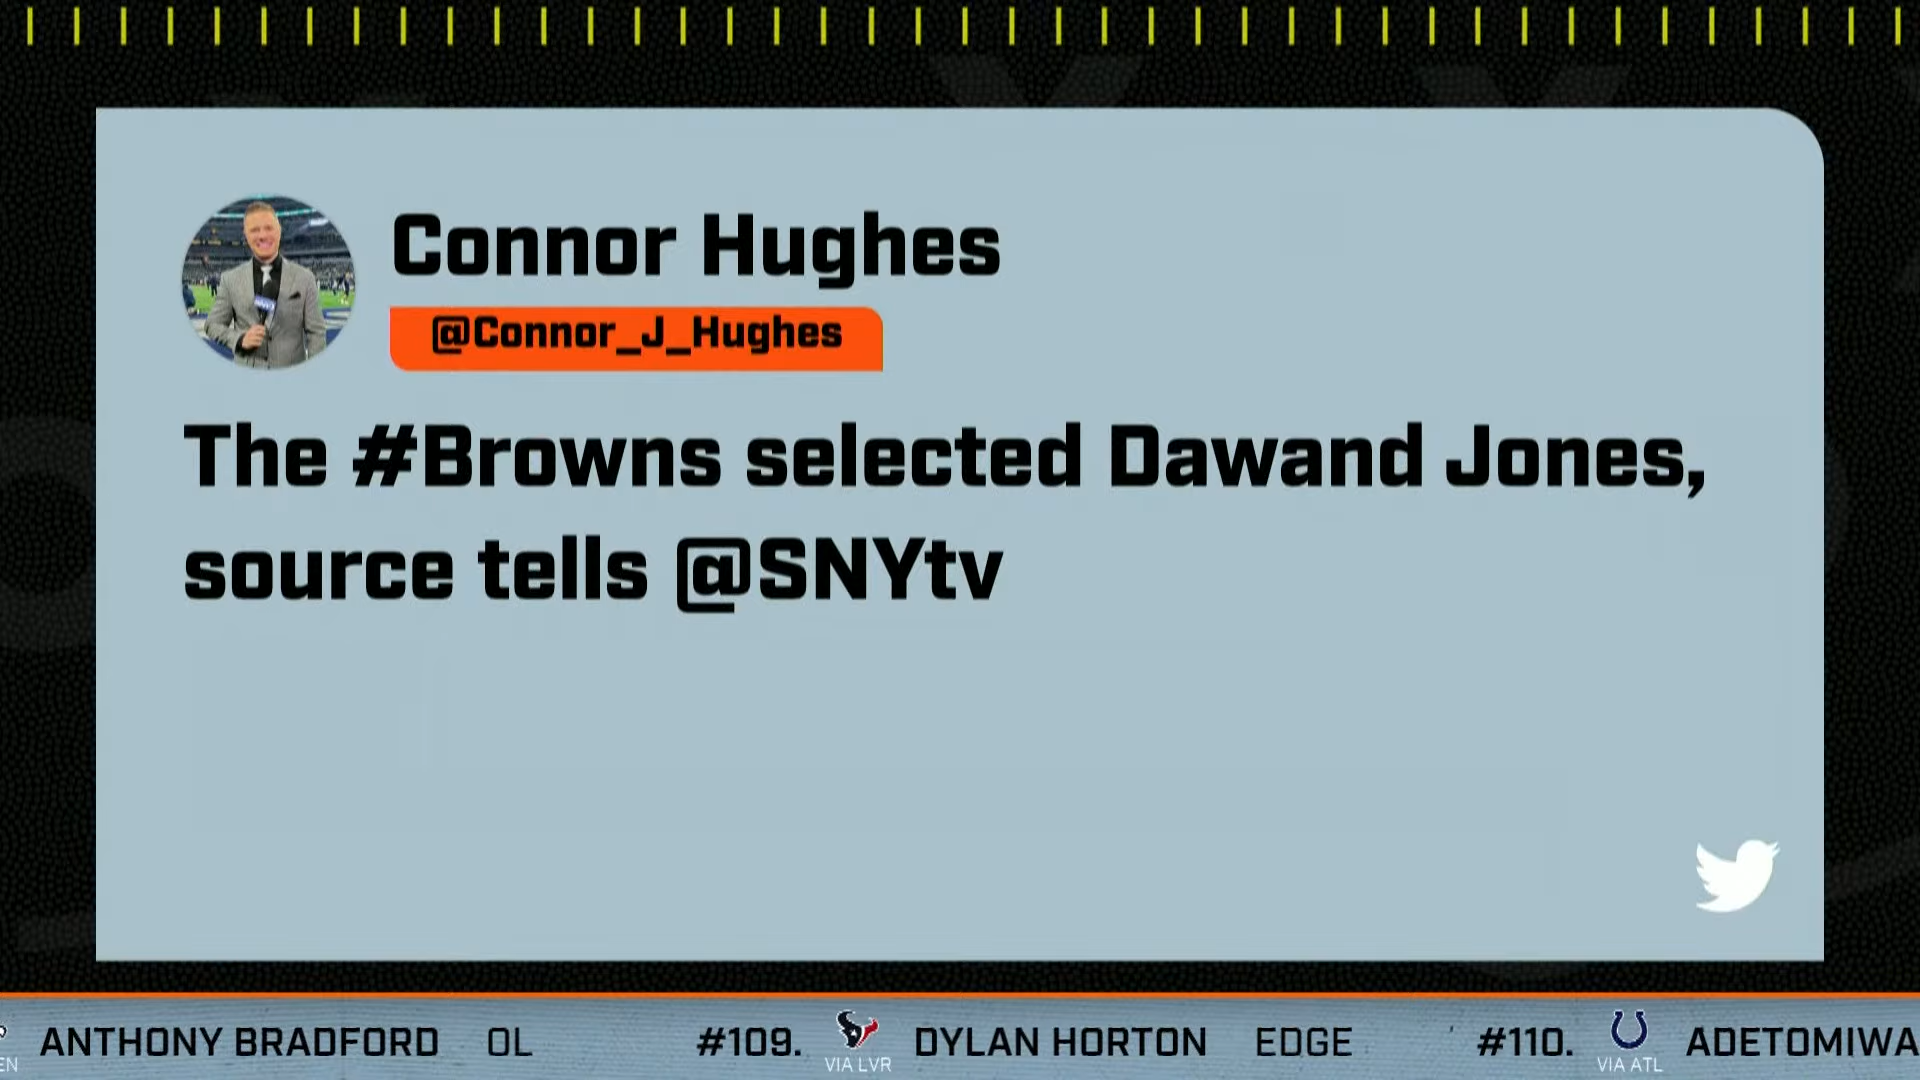 Connor Hughes
@Connor_J_Hughes
The #Browns selected Dawand Jones,
source tells @SNYtv
ANTHONY BRADFORD OL #109. VIA LVR DYLAN HORTON EDGE #110. VIA ATL ADETOMIWA